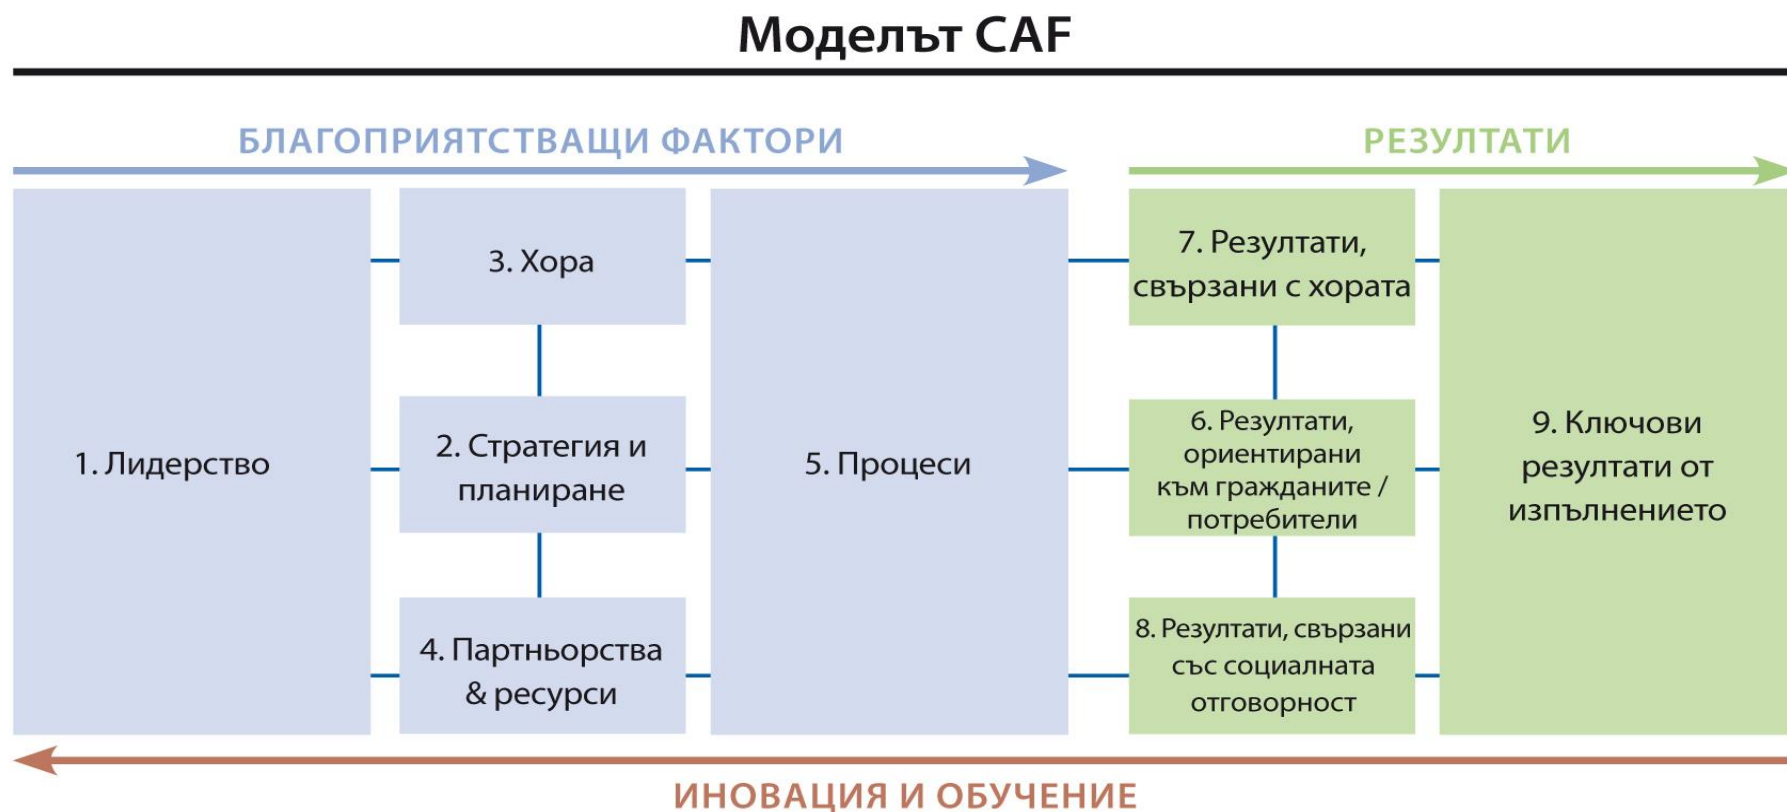 Моделът CAF
БЛАГОПРИЯТСТВАЩИ ФАКТОРИ
РЕЗУЛТАТИ
1. Лидерство
3. Хора
2. Стратегия и
планиране
4. Партньорства
& ресурси
5. Процеси
7. Резултати,
свързани с хората
6. Резултати,
ориентирани
към гражданите /
потребители
8. Резултати, свързани
със социалната
отговорност
9. Ключови
резултати от
изпълнението
ИНОВАЦИЯ И ОБУЧЕНИЕ